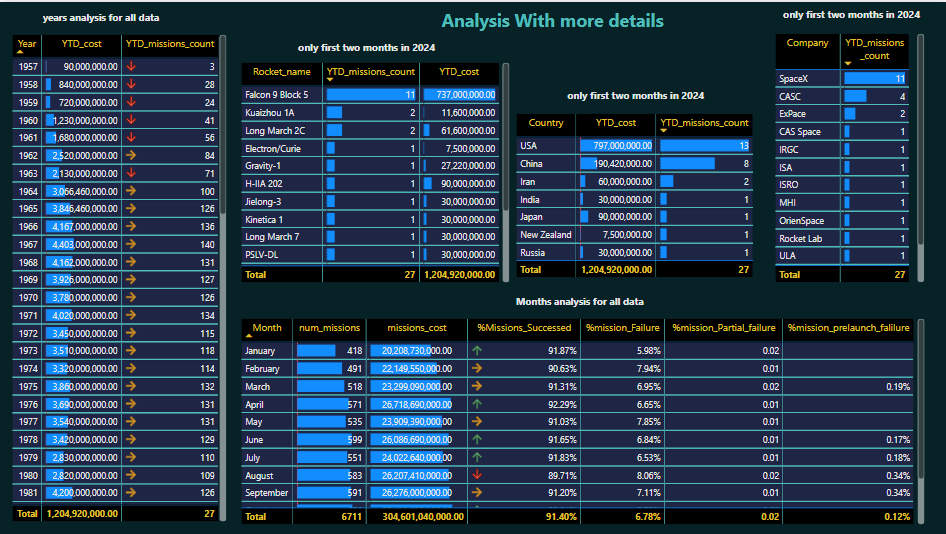 years analysis for all data
Analysis With more details
only first two months in 2024
Year YTD_cost YTD_missions_count
1957 90,000,000.00 3
1958 840,000,000.00 28
1959 720,000,000.00 24
1960 1,230,000,000.00 41
1961 1,680,000,000.00 56
1962 2,520,000,000.00 84
1963 2,130,000,000.00 71
1964 3,066,460,000.00 100
1965 3,846,460,000.00 126
1966 4,167,000,000.00 136
1967 4,403,000,000.00 140
1968 4,162,000,000.00 131
1969 3,926,000,000.00 127
1970 3,780,000,000.00 126
1971 4,020,000,000.00 134
1972 3,450,000,000.00 115
1973 3,510,000,000.00 118
1974 3,320,000,000.00 114
1975 3,860,000,000.00 132
1976 3,690,000,000.00 131
1977 3,540,000,000.00 131
1978 3,420,000,000.00 129
1979 2,830,000,000.00 110
1980 2,820,000,000.00 109
1981 4,200,000,000.00 126
Total 1,204,920,000.00 27
only first two months in 2024
Rocket_name YTD_missions_count YTD_cost
Falcon 9 Block 5 11 737,000,000.00
Kuaizhou 1A 2 11,600,000.00
Long March 2C 2 61,600,000.00
Electron/Curie 1 7,500,000.00
Gravity-1 1 27,220,000.00
H-IIA 202 1 90,000,000.00
Jielong-3 1 30,000,000.00
Kinetica 1 1 30,000,000.00
Long March 7 1 30,000,000.00
PSLV-DL 1 30,000,000.00
Total 27 1,204,920,000.00
only first two months in 2024
Country YTD_cost YTD_missions_count
USA 797,000,000.00 13
China 190,420,000.00 8
Iran 60,000,000.00 2
India 30,000,000.00 1
Japan 90,000,000.00 1
New Zealand 7,500,000.00 1
Russia 30,000,000.00 1
Total 1,204,920,000.00 27
Company YTD_missions
_count
SpaceX 11
CASC 4
ExPace 2
CAS Space 1
IRGC 1
ISA 1
ISRO 1
MHI 1
OrienSpace 1
Rocket Lab 1
ULA 1
Total 27
Months analysis for all data
Month num_missions missions_cost %Missions_Successed %mission_Failure %mission_Partial_failure %mission_prelaunch_falilure
January 418 20,208,730,000.00 91.87% 5.98% 0.02
February 491 22,149,550,000.00 90.63% 7.94% 0.01
March 518 23,299,090,000.00 91.31% 6.95% 0.02 0.19%
April 571 26,718,690,000.00 92.29% 6.65% 0.01
May 535 23,909,390,000.00 91.03% 7.85% 0.01
June 599 26,086,690,000.00 91.65% 6.84% 0.01 0.17%
July 551 24,022,640,000.00 91.83% 6.53% 0.01 0.18%
August 583 26,207,410,000.00 89.71% 8.06% 0.02 0.34%
September 591 26,276,000,000.00 91.20% 7.11% 0.01 0.34%
Total 6711 304,601,040,000.00 91.40% 6.78% 0.02 0.12%